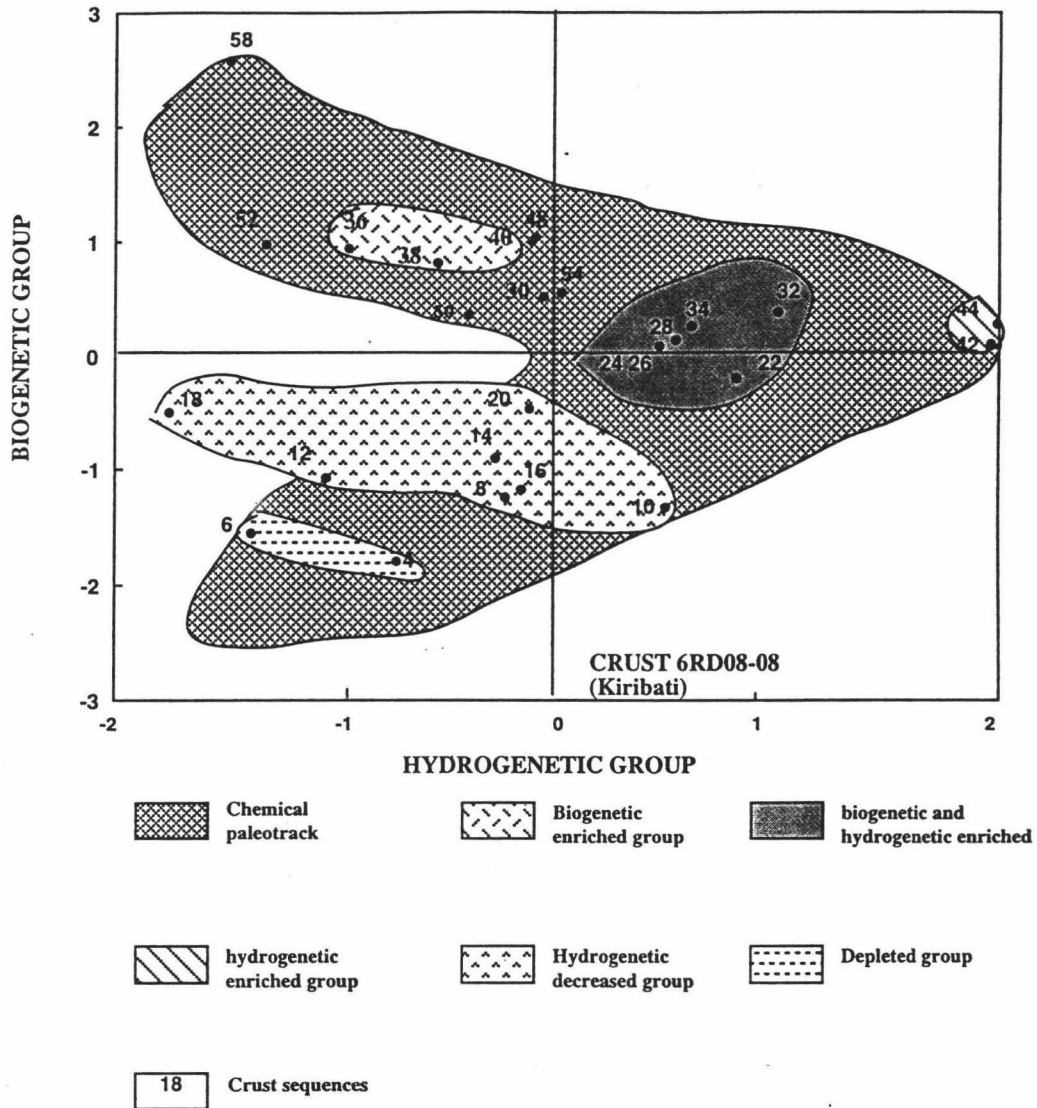 3
58
2
52
36
48
40
1
38
54
30
32
44
34
28
42
0
24 26
22
18
20
14
12
16
-1
8
10
6
4
-2
CRUST 6RD08-08
(Kiribati)
-3
-2
-1
0
1
2
BIOGENETIC GROUP
HYDROGENETIC GROUP
Chemical
paleotrack
Biogenetic
enriched group
biogenetic and
hydrogenetic enriched
hydrogenetic
enriched group
Hydrogenetic
decreased group
Depleted group
18
Crust sequences